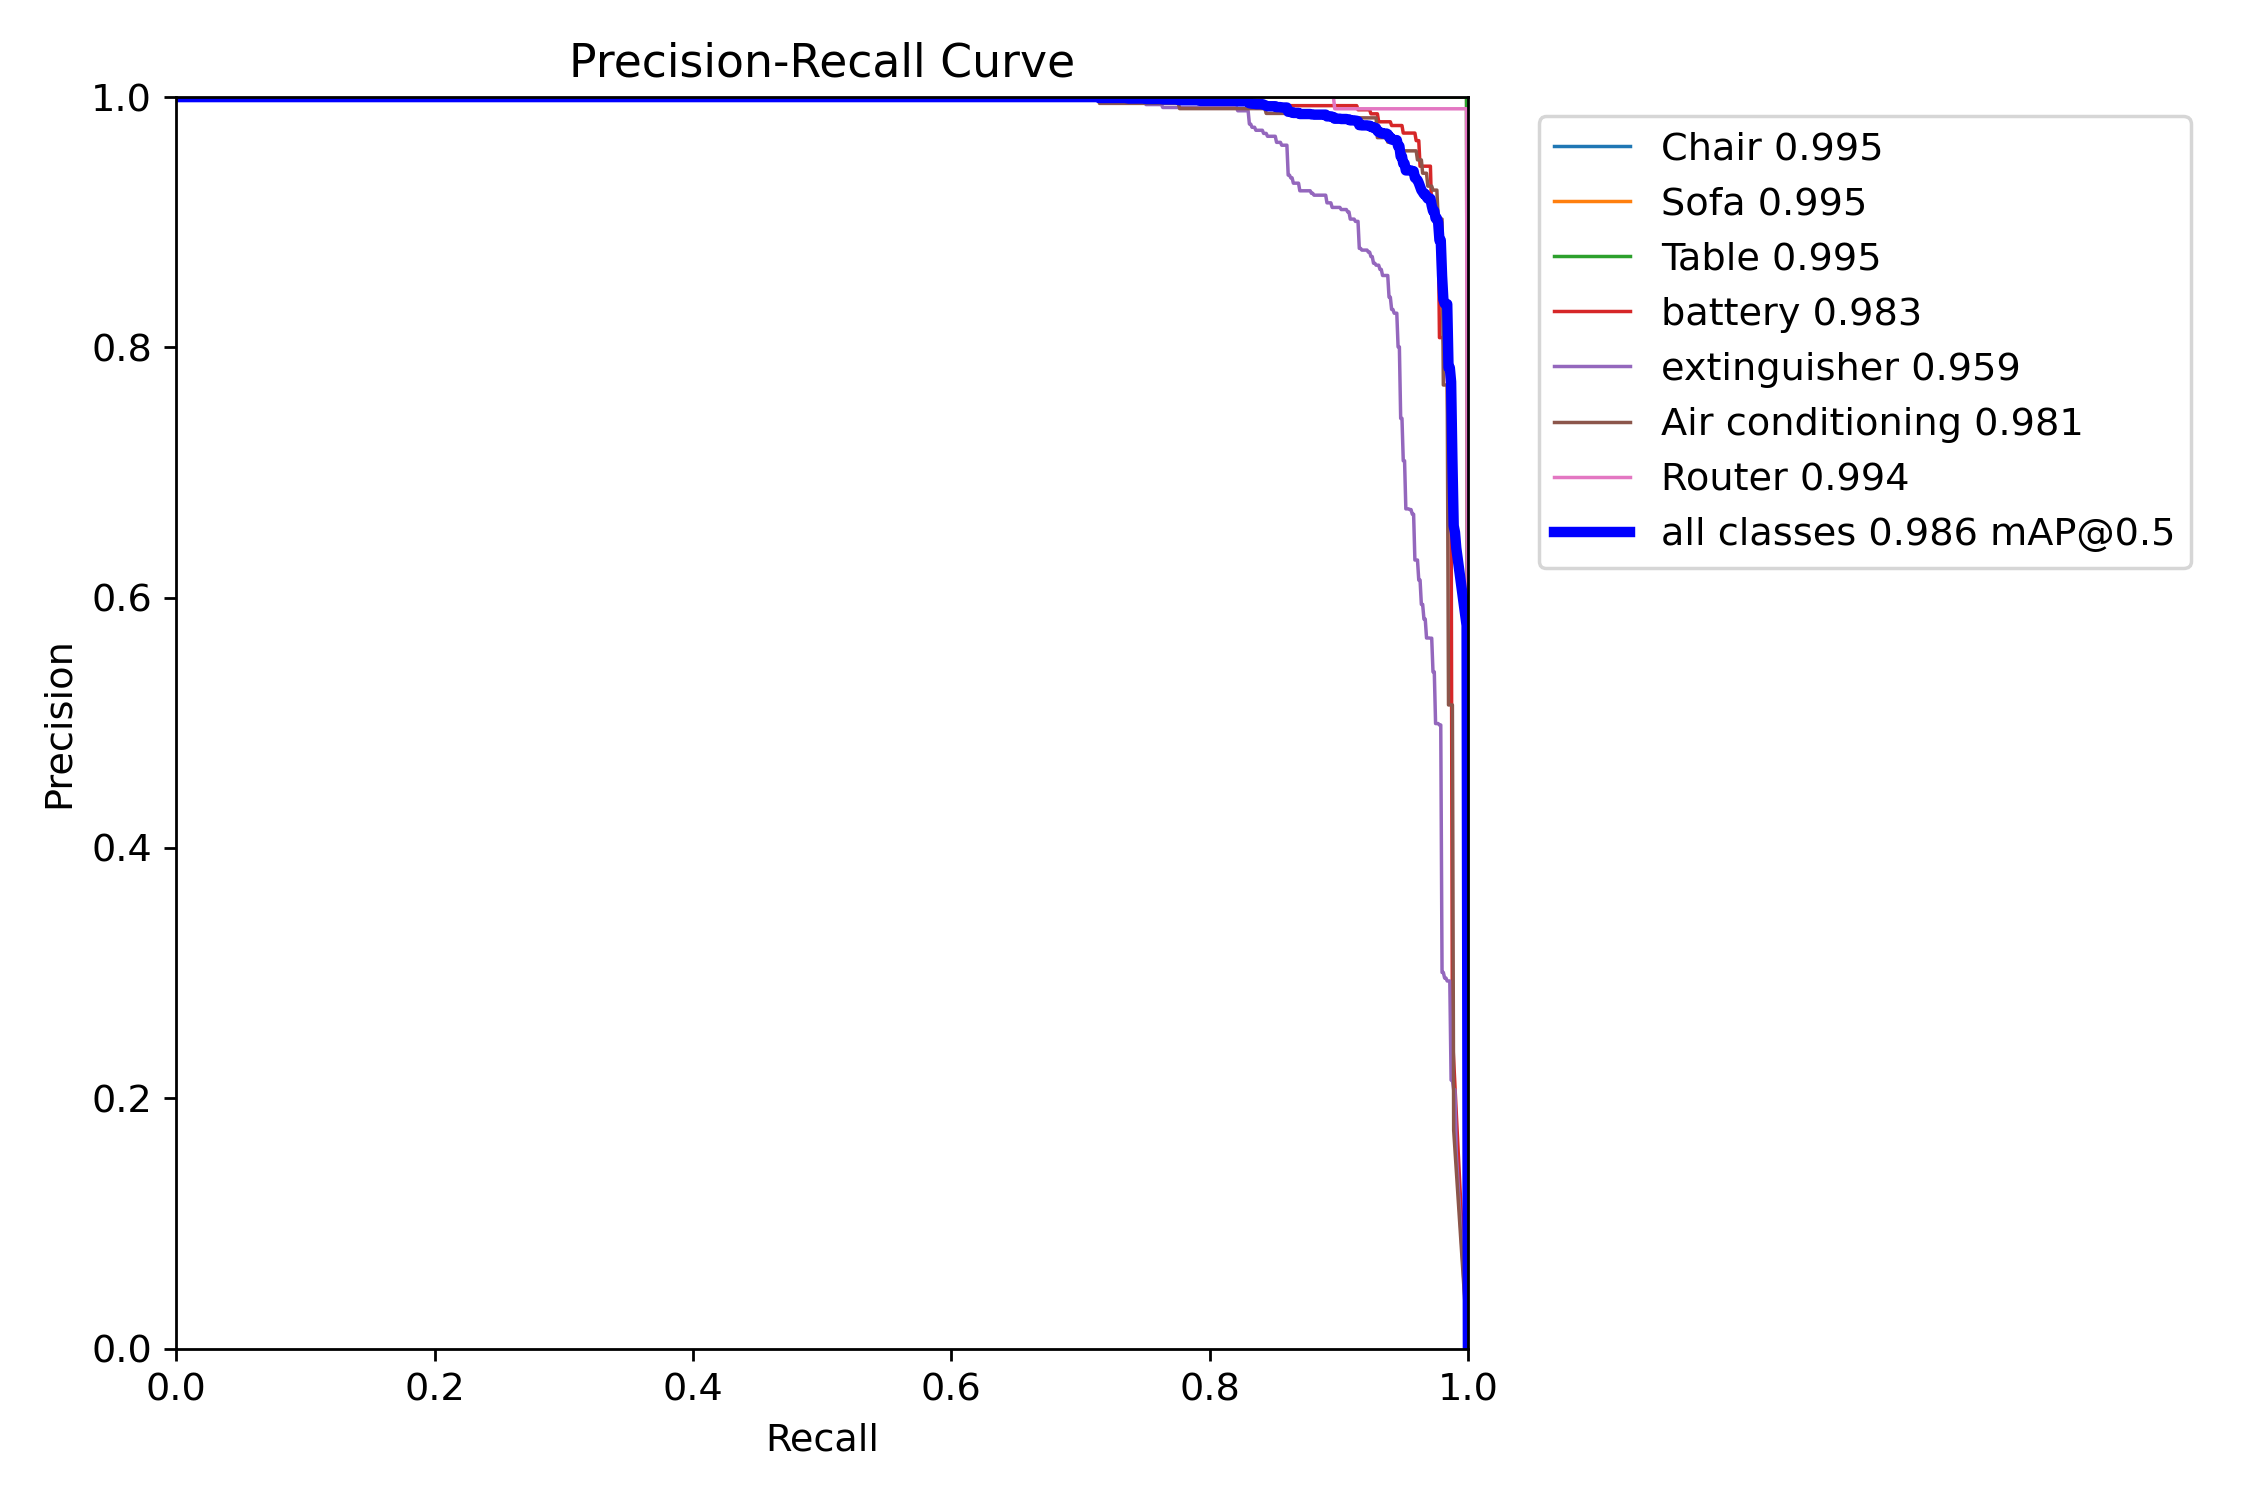 Precision-Recall Curve
1.0
0.8
0.6
0.4
0.2
0.0
Precision
0.0 0.2 0.4 0.6 0.8 1.0
Recall
Chair 0.995
Sofa 0.995
Table 0.995
battery 0.983
extinguisher 0.959
Air conditioning 0.981
Router 0.994
all classes 0.986 mAP@0.5